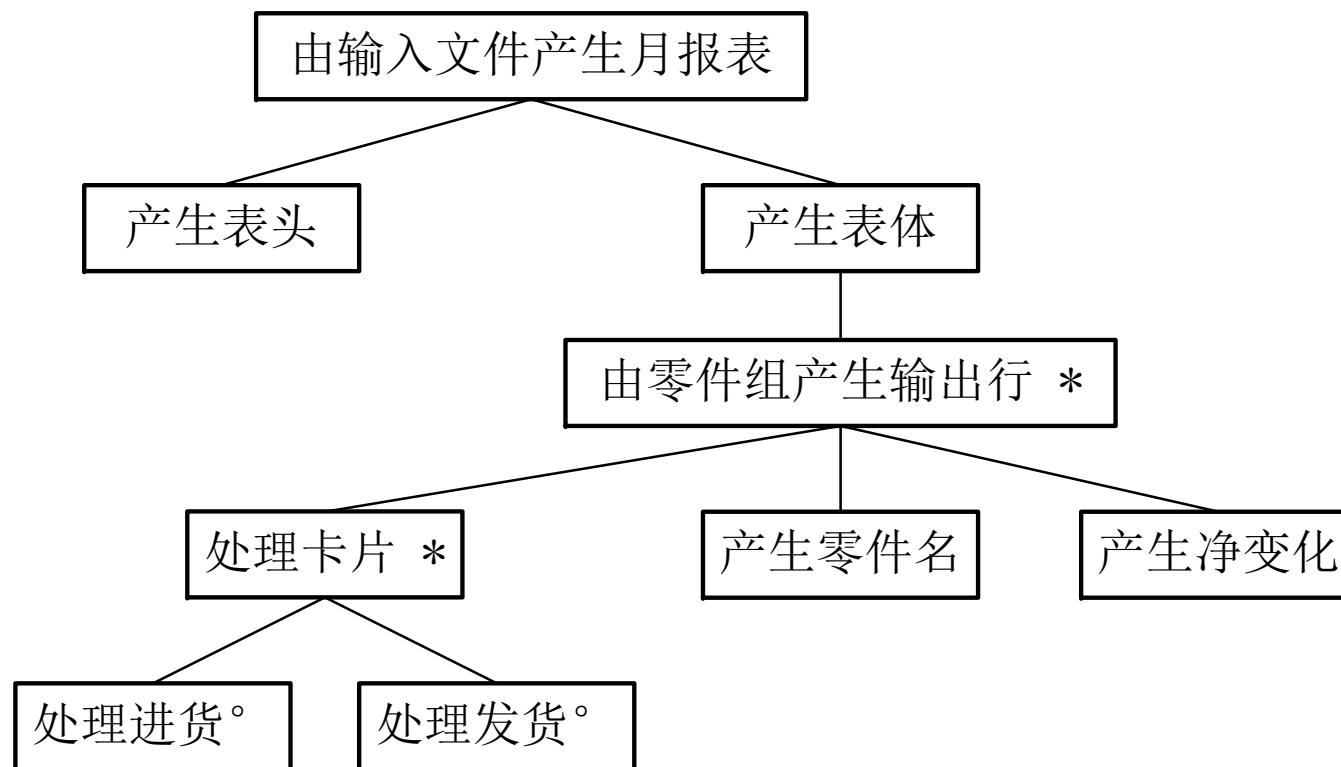 由输入文件产生月报表
产生表头
产生表体
由零件组产生输出行 *
处理卡片 *
产生零件名
产生净变化
处理进货°
处理发货°